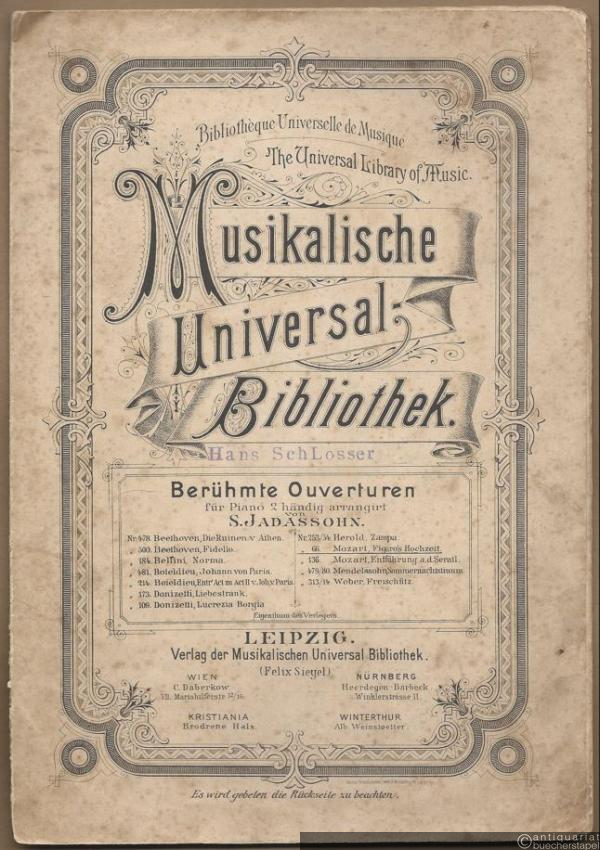 Bibliothèque Universelle de Musique
The Universal Library of Music.
Musikalische
Universal-
Bibliothek.
Hans SchLosser
Berühmte Ouverturen
für Piano 2 händig arrangirt
von
S. JADASSOHN.
Nr. 478. Beethoven, Die Ruinen v. Athen.
„ 500. Beethoven, Fidelio.
„ 184. Bellini, Norma.
„ 481. Boieldieu, Johann von Paris.
„ 214. Boieldieu, Entr' Act zu Act II v. Joh. v. Paris.
„ 173. Donizetti, Liebestrank.
„ 109. Donizetti, Lucrezia Borgia
Nr. 253/54 Herold, Zampa
„ 66. Mozart, Figaro's Hochzeit.
„ 136. Mozart, Entführung a. d. Serail.
„ 479/80. Mendelssohn, Sommernachtstraum
„ 313/14 Weber, Freischütz.
Eigenthum des Verlegers.
LEIPZIG.
Verlag der Musikalischen Universal Bibliothek.
(Felix Siegel)
WIEN
C. Däberkow
VII. Mariahilferstr.
NÜRNBERG
Heerdegen-Barbeck
Winklerstrasse 11.
KRISTIANIA
Brödrene Hals.
WINTERTHUR
Alb. Weinstoetter
Es wird gebeten die Rückseite zu beachten.
© antiquariat
buecherstapel